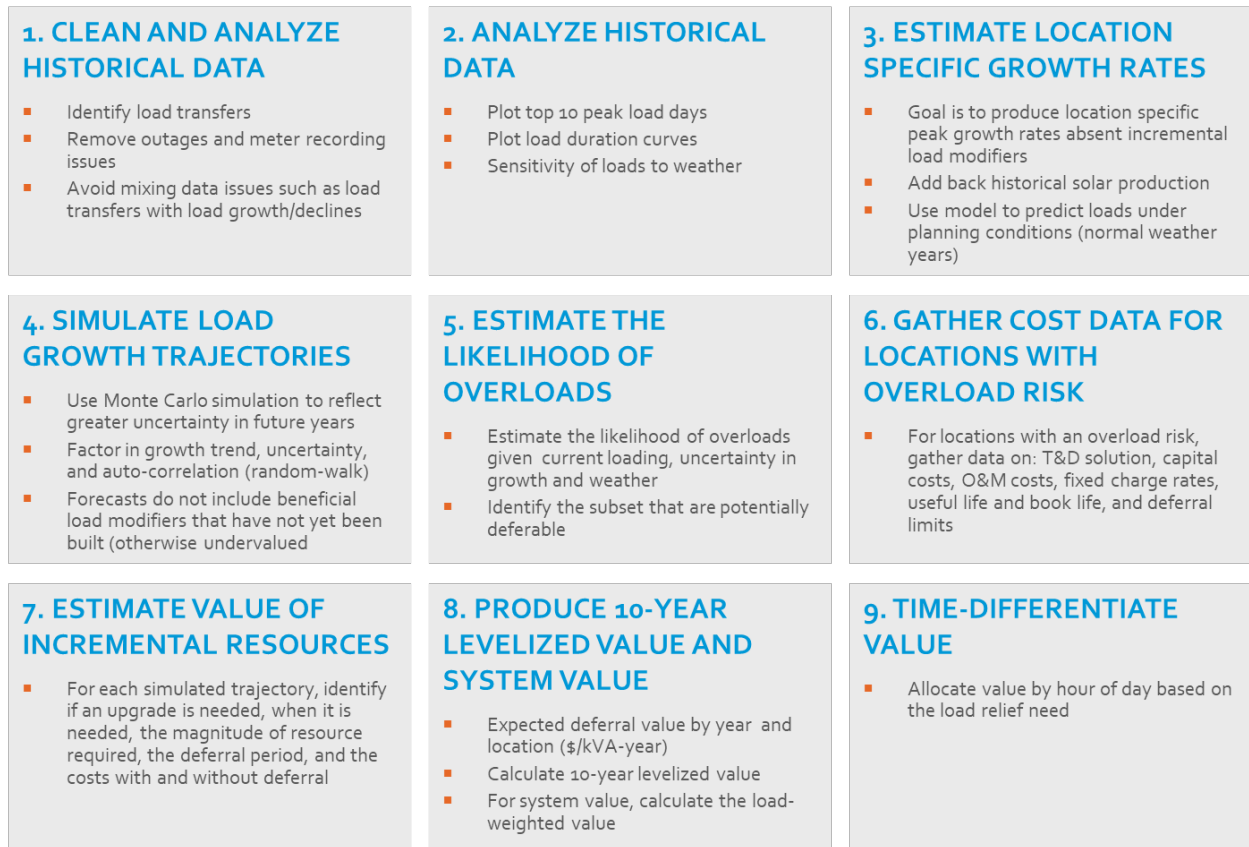 1. CLEAN AND ANALYZE
HISTORICAL DATA
▪ Identify load transfers
▪ Remove outages and meter recording
issues
▪ Avoid mixing data issues such as load
transfers with load growth/declines
2. ANALYZE HISTORICAL
DATA
▪ Plot top 10 peak load days
▪ Plot load duration curves
▪ Sensitivity of loads to weather
3. ESTIMATE LOCATION
SPECIFIC GROWTH RATES
▪ Goal is to produce location specific
peak growth rates absent incremental
load modifiers
▪ Add back historical solar production
▪ Use model to predict loads under
planning conditions (normal weather
years)
4. SIMULATE LOAD
GROWTH TRAJECTORIES
▪ Use Monte Carlo simulation to reflect
greater uncertainty in future years
▪ Factor in growth trend, uncertainty,
and auto-correlation (random-walk)
▪ Forecasts do not include beneficial
load modifiers that have not yet been
built (otherwise undervalued
5. ESTIMATE THE
LIKELIHOOD OF
OVERLOADS
▪ Estimate the likelihood of overloads
given current loading, uncertainty in
growth and weather
▪ Identify the subset that are potentially
deferable
6. GATHER COST DATA FOR
LOCATIONS WITH
OVERLOAD RISK
▪ For locations with an overload risk,
gather data on: T&D solution, capital
costs, O&M costs, fixed charge rates,
useful life and book life, and deferral
limits
7. ESTIMATE VALUE OF
INCREMENTAL RESOURCES
▪ For each simulated trajectory, identify
if an upgrade is needed, when it is
needed, the magnitude of resource
required, the deferral period, and the
costs with and without deferral
8. PRODUCE 10-YEAR
LEVELIZED VALUE AND
SYSTEM VALUE
▪ Expected deferral value by year and
location ($/kVA-year)
▪ Calculate 10-year levelized value
▪ For system value, calculate the load-
weighted value
9. TIME-DIFFERENTIATE
VALUE
▪ Allocate value by hour of day based on
the load relief need